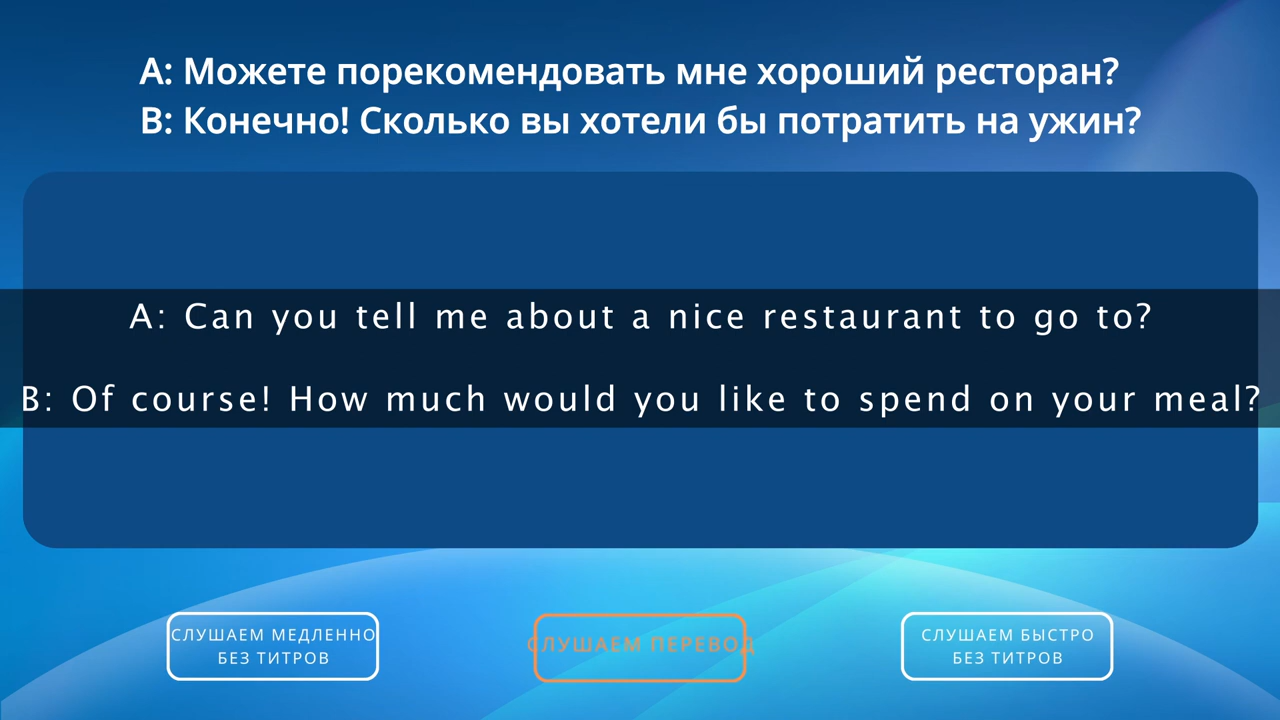 А: Можете порекомендовать мне хороший ресторан?
В: Конечно! Сколько вы хотели бы потратить на ужин?
A: Can you tell me about a nice restaurant to go to?
B: Of course! How much would you like to spend on your meal?
СЛУШАЕМ МЕДЛЕННО
БЕЗ ТИТРОВ
СЛУШАЕМ ПЕРЕВОД
СЛУШАЕМ БЫСТРО
БЕЗ ТИТРОВ